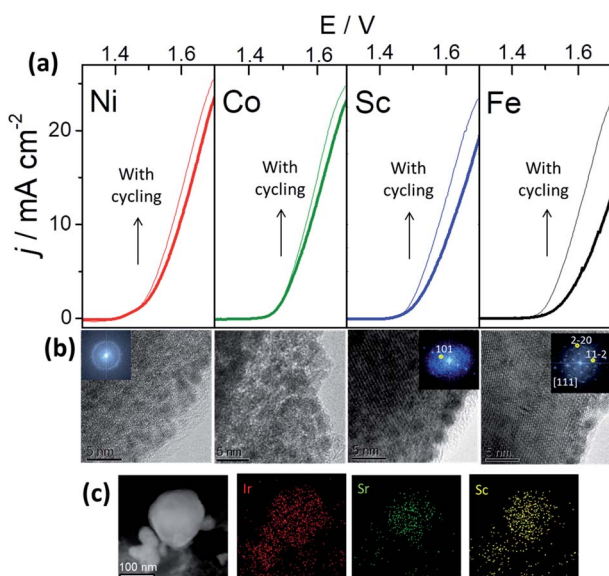 E / V
1.4 1.6 1.4 1.6 1.4 1.6 1.4 1.6
(a)
Ni Co Sc Fe
20
10
0
j / mA cm⁻²
With cycling
With cycling
With cycling
With cycling
(b)
101
2-20
11-2
[111]
5 nm 5 nm 5 nm 5 nm
(c)
Ir Sr Sc
100 nm